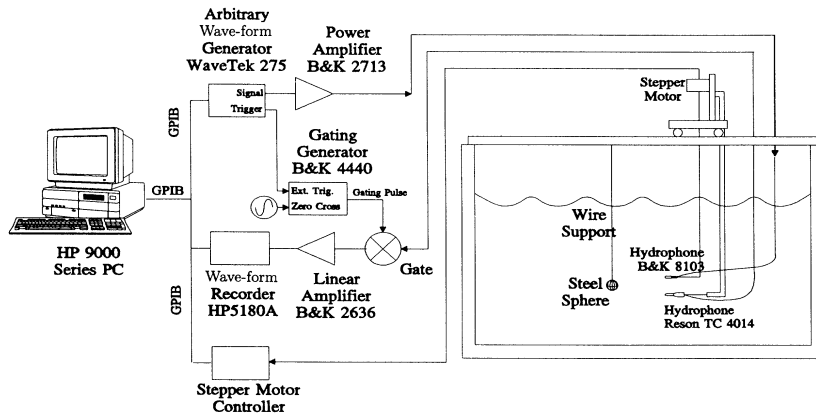 Arbitrary
Wave-form
Generator
WaveTek 275
Power
Amplifier
B&K 2713
Signal
Trigger
GPIB
Stepper
Motor
Gating
Generator
B&K 4440
GPIB
Ext. Trig.
Zero Cross
Gating Pulse
HP 9000
Series PC
Wave-form
Recorder
HP5180A
Linear
Amplifier
B&K 2636
Gate
GPIB
Wire
Support
Hydrophone
B&K 8103
Steel
Sphere
Hydrophone
Reson TC 4014
Stepper Motor
Controller